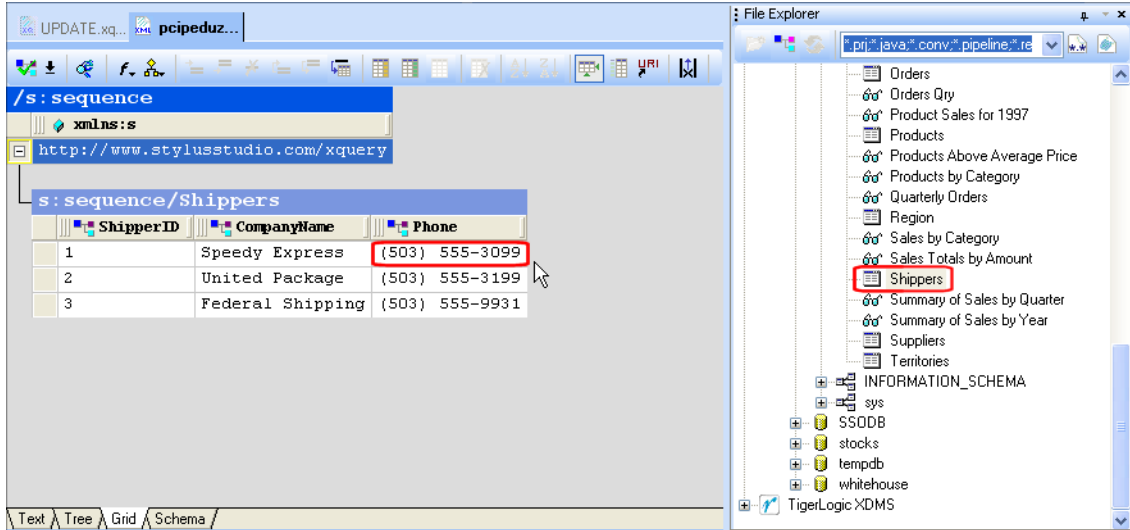 UPDATE.xq...
pcipeduz...
URI
/s:sequence
xmlns:s
http://www.stylusstudio.com/xquery
s:sequence/Shippers
ShipperID CompanyName Phone
1 Speedy Express (503) 555-3099
2 United Package (503) 555-3199
3 Federal Shipping (503) 555-9931
Text Tree Grid Schema
File Explorer
*.prj;*.java;*.conv;*.pipeline;*.re
Orders
Orders Qry
Product Sales for 1997
Products
Products Above Average Price
Products by Category
Quarterly Orders
Region
Sales by Category
Sales Totals by Amount
Shippers
Summary of Sales by Quarter
Summary of Sales by Year
Suppliers
Territories
INFORMATION_SCHEMA
sys
SSODB
stocks
tempdb
whitehouse
TigerLogic XDMS